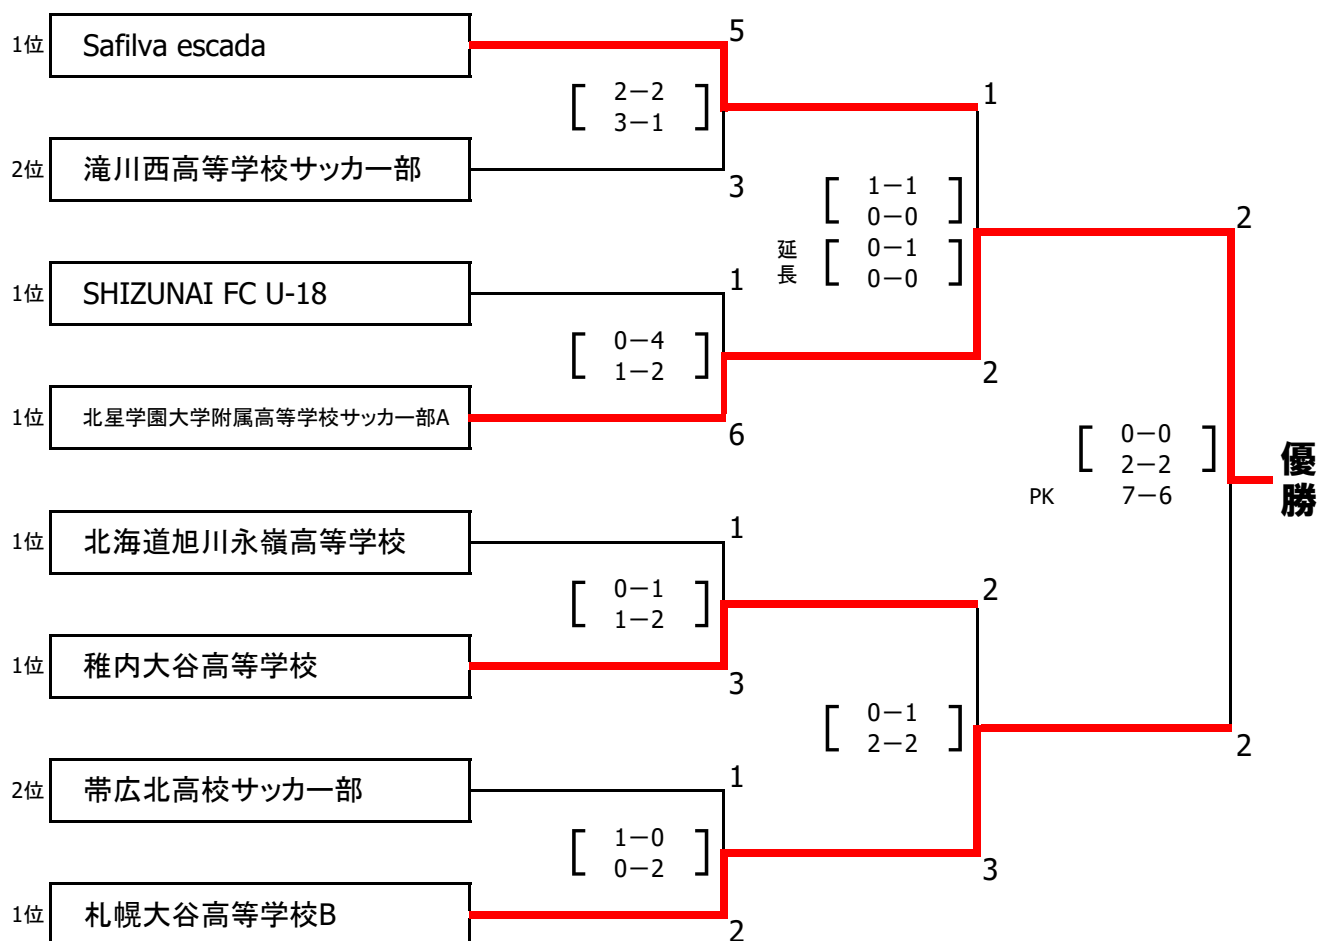 5
1位 Safilva escada
2-2
3-1
1
2位 滝川西高等学校サッカー部
3
1-1
0-0
2
延長
0-1
0-0
1位 SHIZUNAI FC U-18
1
0-4
1-2
2
1位 北星学園大学附属高等学校サッカー部A
6
0-0
2-2
PK 7-6
優勝
1位 北海道旭川永嶺高等学校
1
0-1
1-2
2
1位 稚内大谷高等学校
3
0-1
2-2
2
2位 帯広北高校サッカー部
1
1-0
0-2
3
1位 札幌大谷高等学校B
2